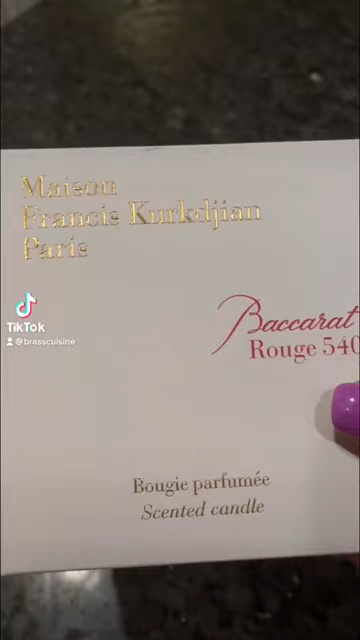 Maison
Francis Kurkdjian
Paris
Baccarat
Rouge 540
TikTok
@brasscuisine
Bougie parfumée
Scented candle